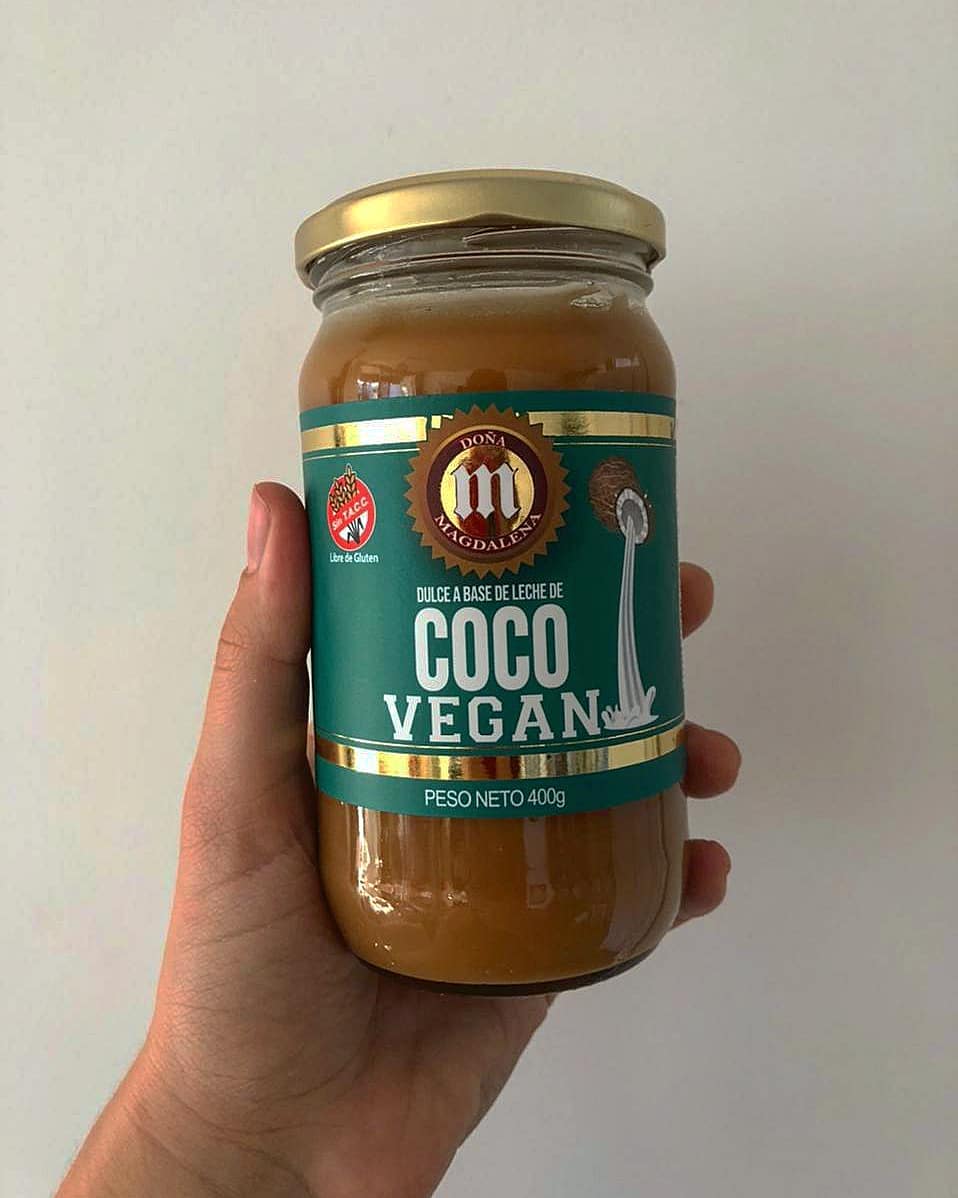 DOÑA
M
MAGDALENA
Sin T.A.C.C.
Libre de Gluten
DULCE A BASE DE LECHE DE
COCO
VEGAN
PESO NETO 400g